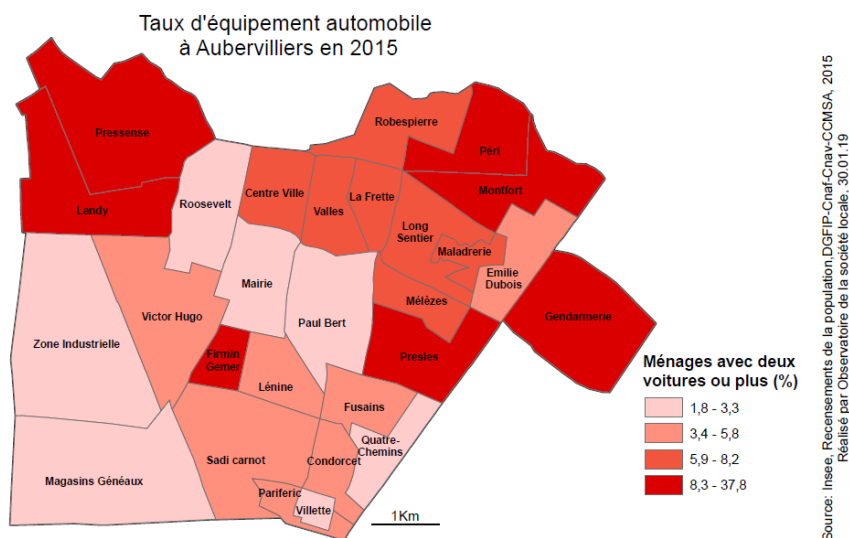 Taux d'équipement automobile
à Aubervilliers en 2015
Robespierre
Pressense
Péri
Montfort
Roosevelt
Centre Ville
La Frette
Landy
Valles
Long
Sentier
Maladrerie
Emilie
Dubois
Mairie
Mélèzes
Victor Hugo
Paul Bert
Gendarmerie
Zone Industrielle
Firmin
Gemer
Presles
Lénine
Fusains
Quatre-
Chemins
Sadi carnot
Condorcet
Magasins Généaux
Pariferic
Villette
1Km
Ménages avec deux
voitures ou plus (%)
1,8 - 3,3
3,4 - 5,8
5,9 - 8,2
8,3 - 37,8
Source: Insee, Recensements de la population,DGFIP-Cnaf-Cnav-CCMSA, 2015
Réalisé par Observatoire de la société locale, 30.01.19